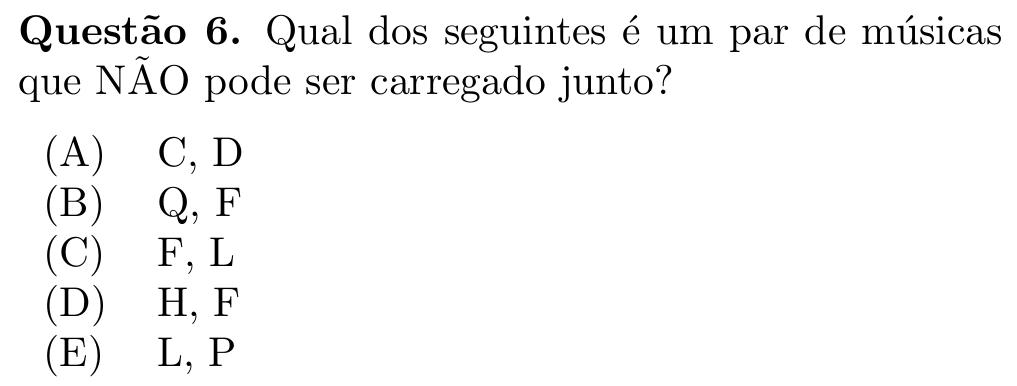 Questão 6. Qual dos seguintes é um par de músicas
que NÃO pode ser carregado junto?
(A) C, D
(B) Q, F
(C) F, L
(D) H, F
(E) L, P